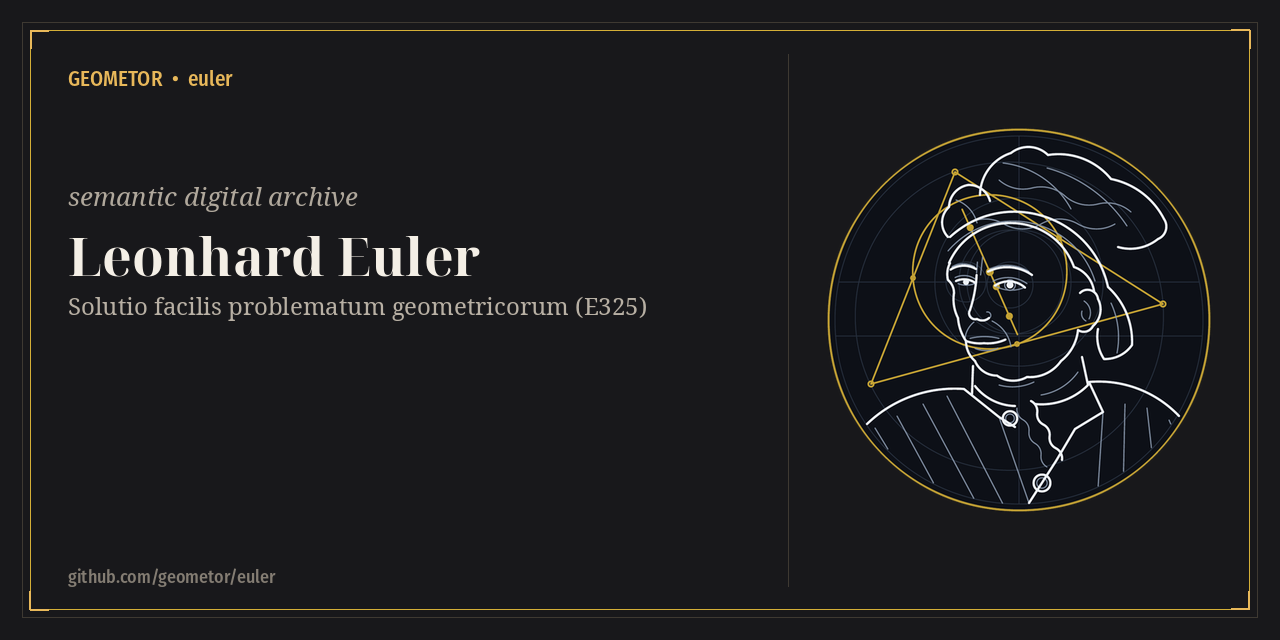 GEOMETOR • euler
semantic digital archive
Leonhard Euler
Solutio facilis problematum geometricorum (E325)
github.com/geometor/euler